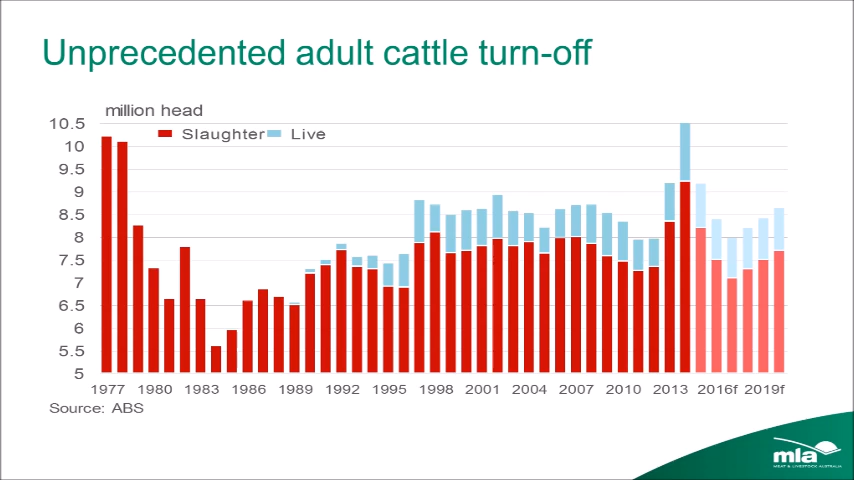 Unprecedented adult cattle turn-off
million head
Slaughter Live
10.5
10
9.5
9
8.5
8
7.5
7
6.5
6
5.5
5
1977 1980 1983 1986 1989 1992 1995 1998 2001 2004 2007 2010 2013 2016f 2019f
Source: ABS
mla
MEAT & LIVESTOCK AUSTRALIA